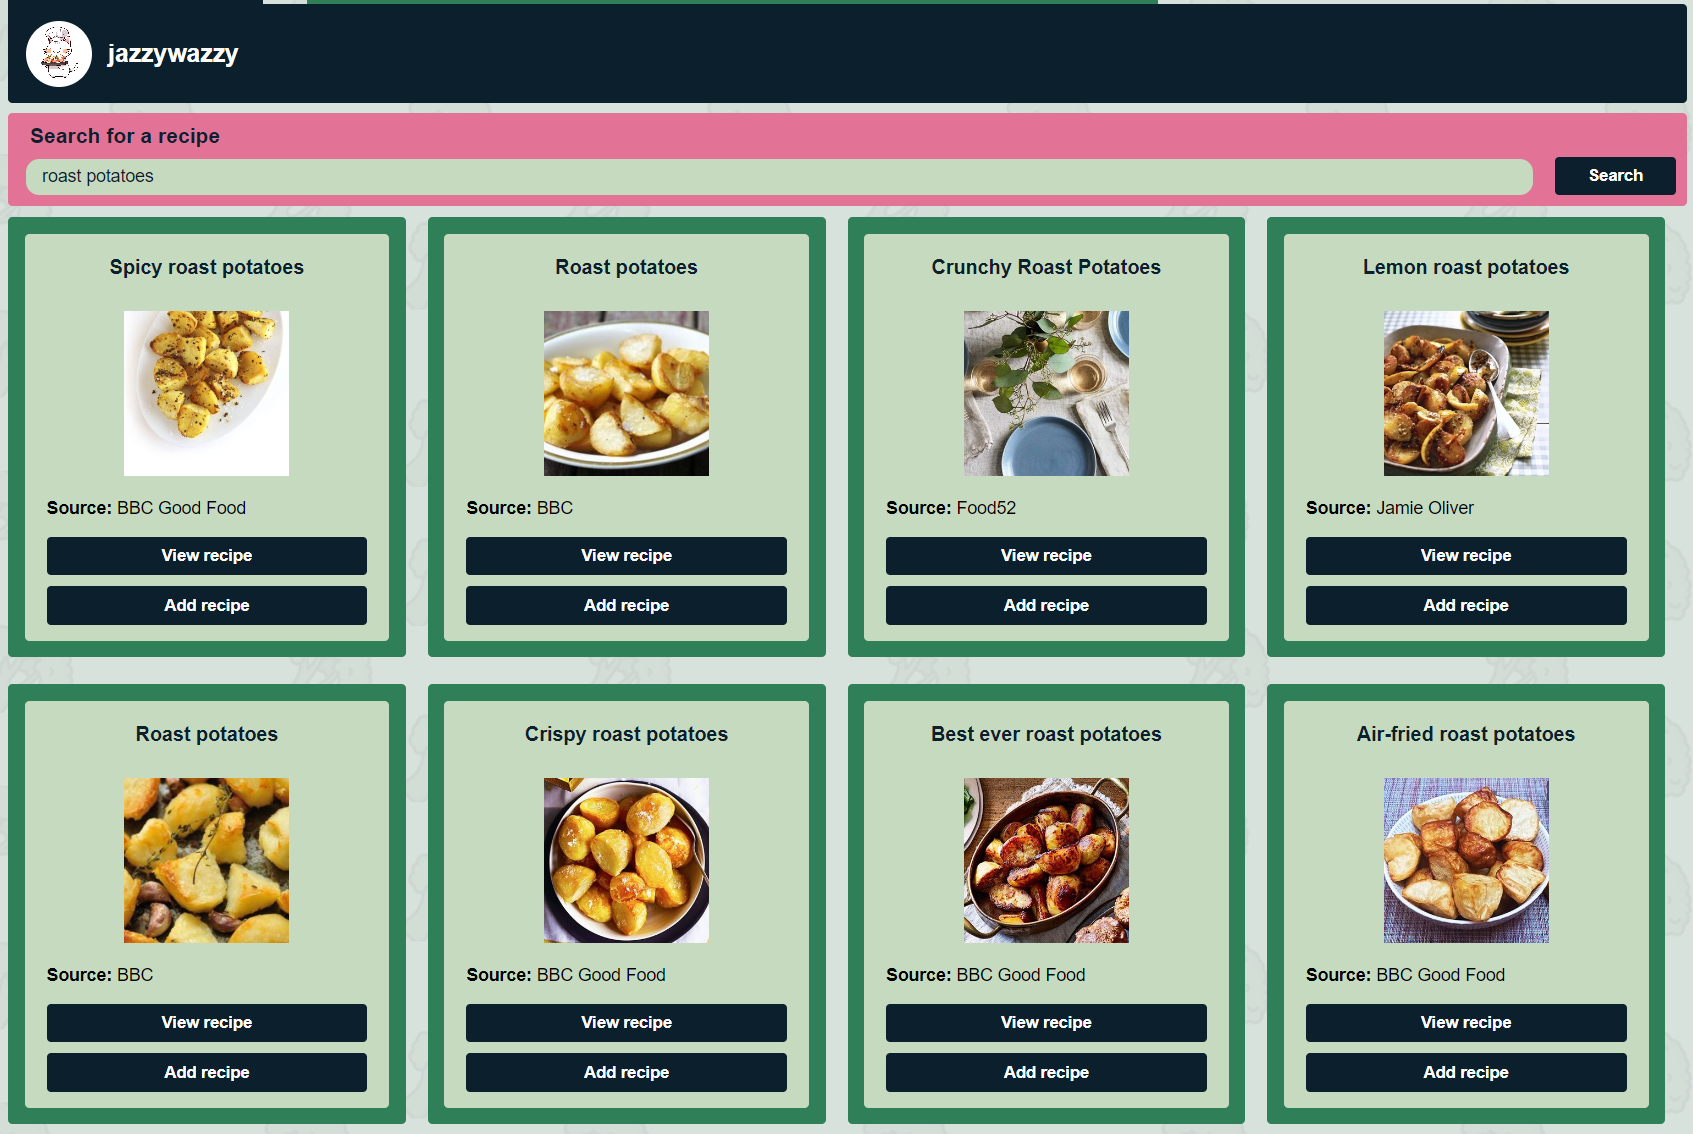 jazzywazzy
Search for a recipe
roast potatoes
Search
Spicy roast potatoes
Source: BBC Good Food
View recipe
Add recipe
Roast potatoes
Source: BBC
View recipe
Add recipe
Crunchy Roast Potatoes
Source: Food52
View recipe
Add recipe
Lemon roast potatoes
Source: Jamie Oliver
View recipe
Add recipe
Roast potatoes
Source: BBC
View recipe
Add recipe
Crispy roast potatoes
Source: BBC Good Food
View recipe
Add recipe
Best ever roast potatoes
Source: BBC Good Food
View recipe
Add recipe
Air-fried roast potatoes
Source: BBC Good Food
View recipe
Add recipe